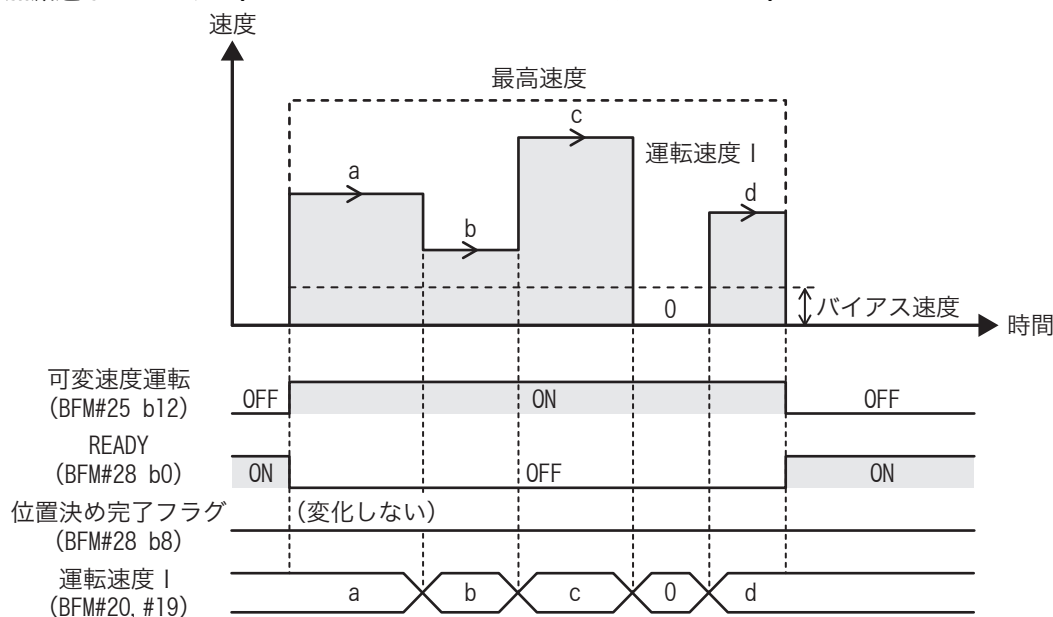 速度
最高速度
c
運転速度Ⅰ
a
d
b
0
バイアス速度
時間
可変速度運転
(BFM#25 b12)
OFF
ON
OFF
READY
(BFM#28 b0)
ON
OFF
ON
位置決め完了フラグ
(BFM#28 b8)
(変化しない)
運転速度Ⅰ
(BFM#20, #19)
a
b
c
0
d